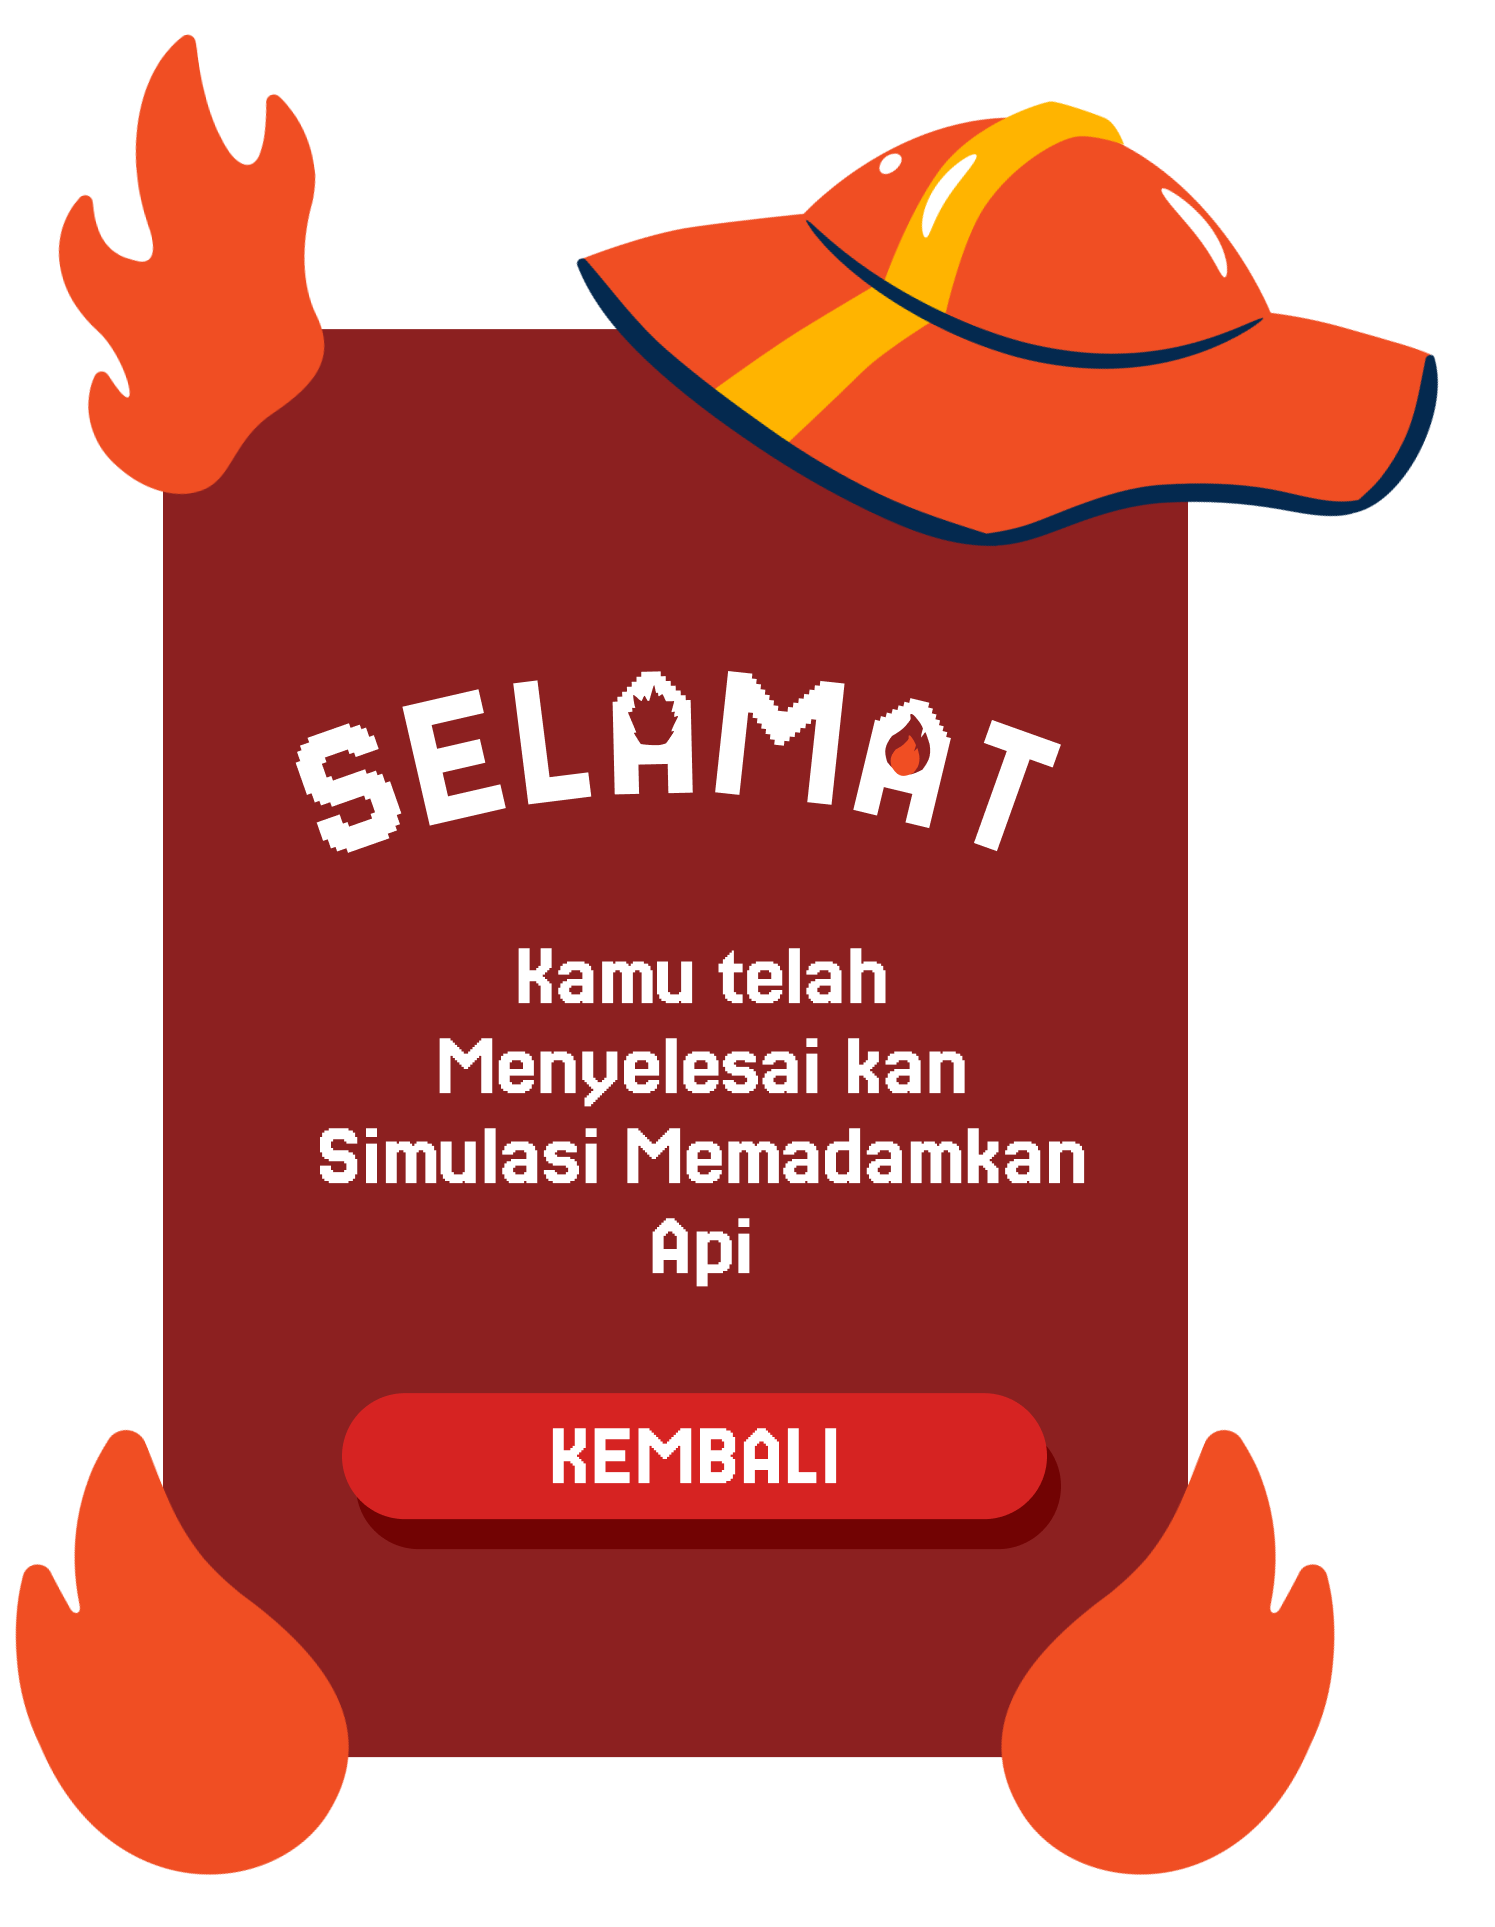 SELAMAT
Kamu telah
Menyelesai kan
Simulasi Memadamkan
Api
KEMBALI